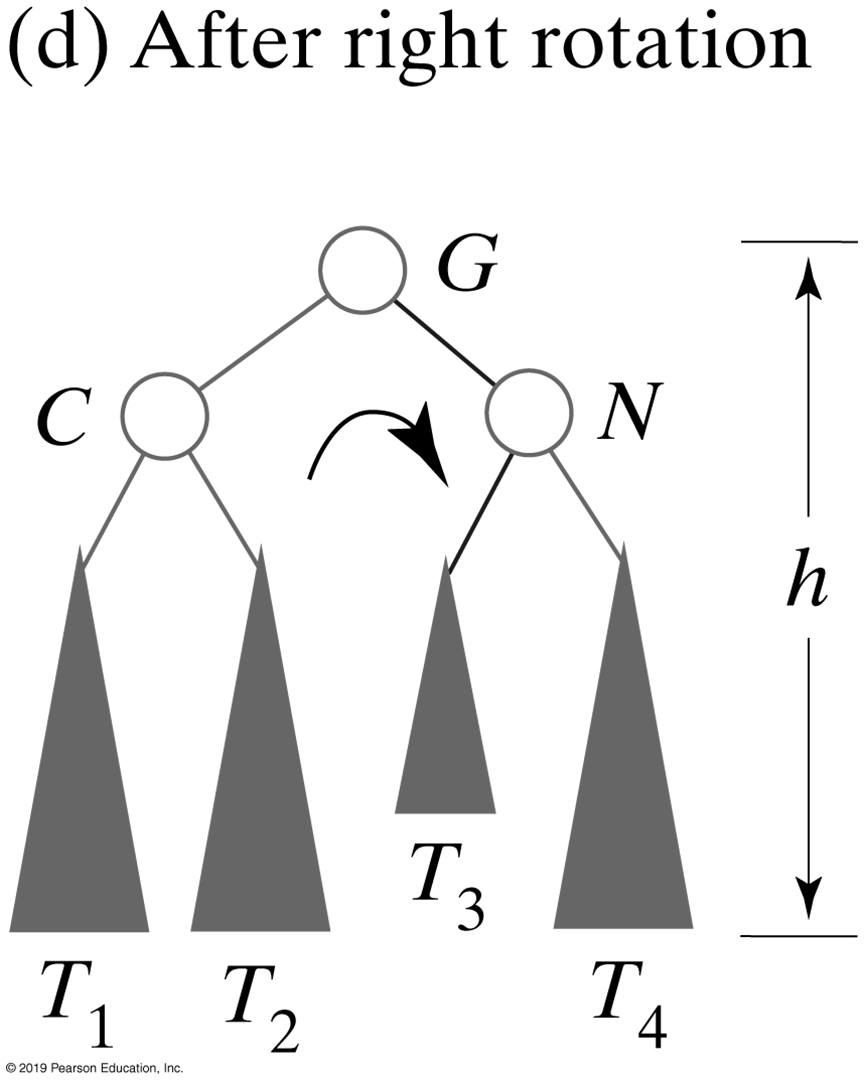 (d) After right rotation
G
C
N
h
T3
T1
T2
T4
© 2019 Pearson Education, Inc.